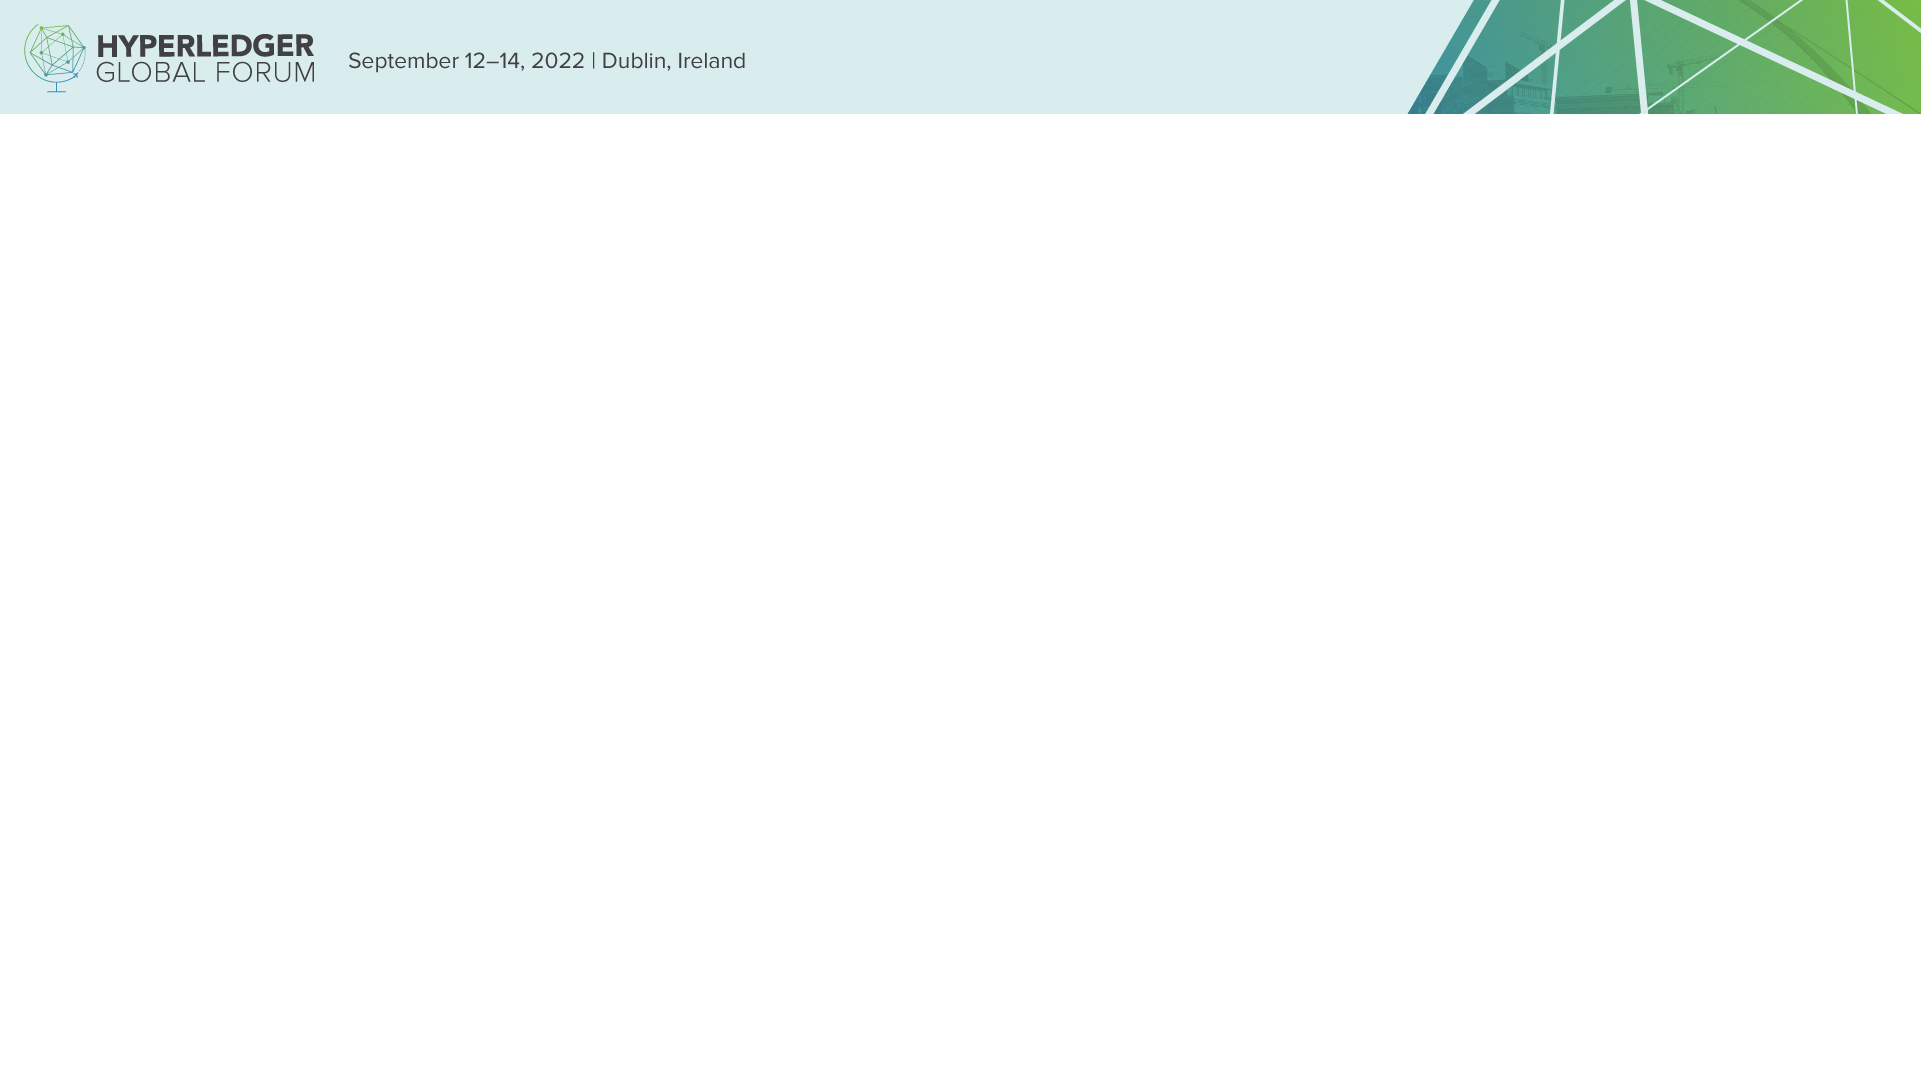 HYPERLEDGER
GLOBAL FORUM
September 12–14, 2022 | Dublin, Ireland